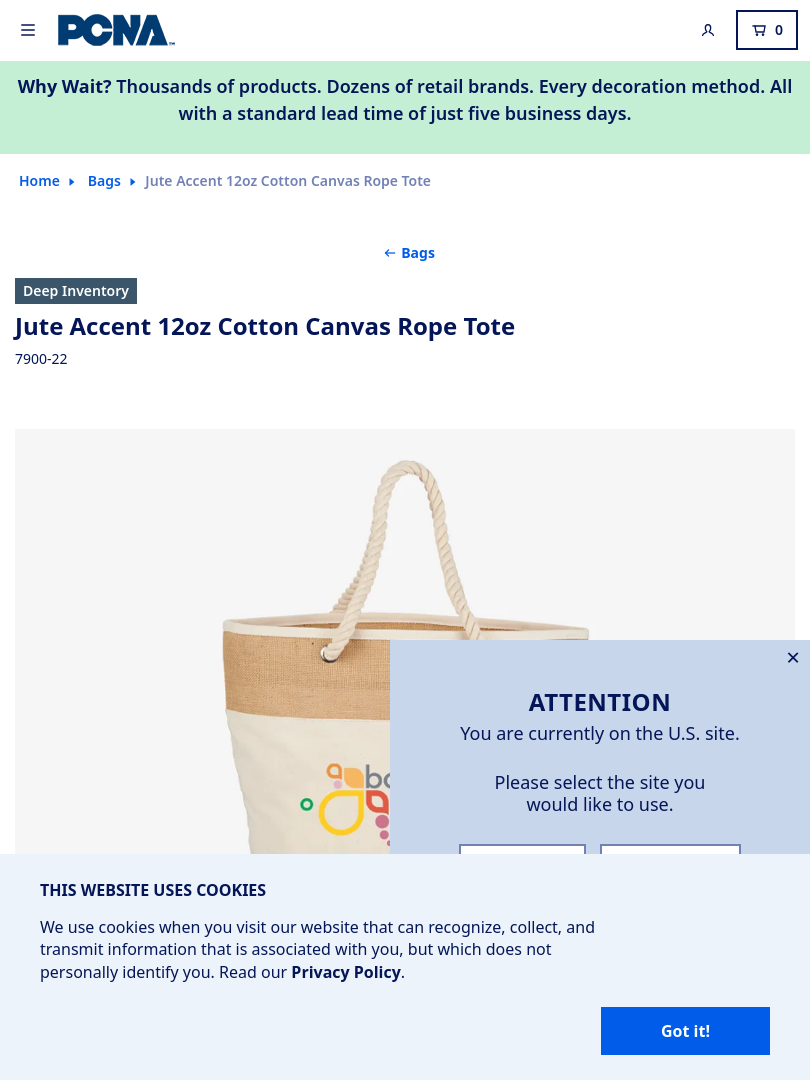 PCNA™
0
Why Wait? Thousands of products. Dozens of retail brands. Every decoration method. All
with a standard lead time of just five business days.
Home
Bags
Jute Accent 12oz Cotton Canvas Rope Tote
← Bags
Deep Inventory
Jute Accent 12oz Cotton Canvas Rope Tote
7900-22
ATTENTION
You are currently on the U.S. site.
Please select the site you
would like to use.
THIS WEBSITE USES COOKIES
We use cookies when you visit our website that can recognize, collect, and
transmit information that is associated with you, but which does not
personally identify you. Read our Privacy Policy.
Got it!